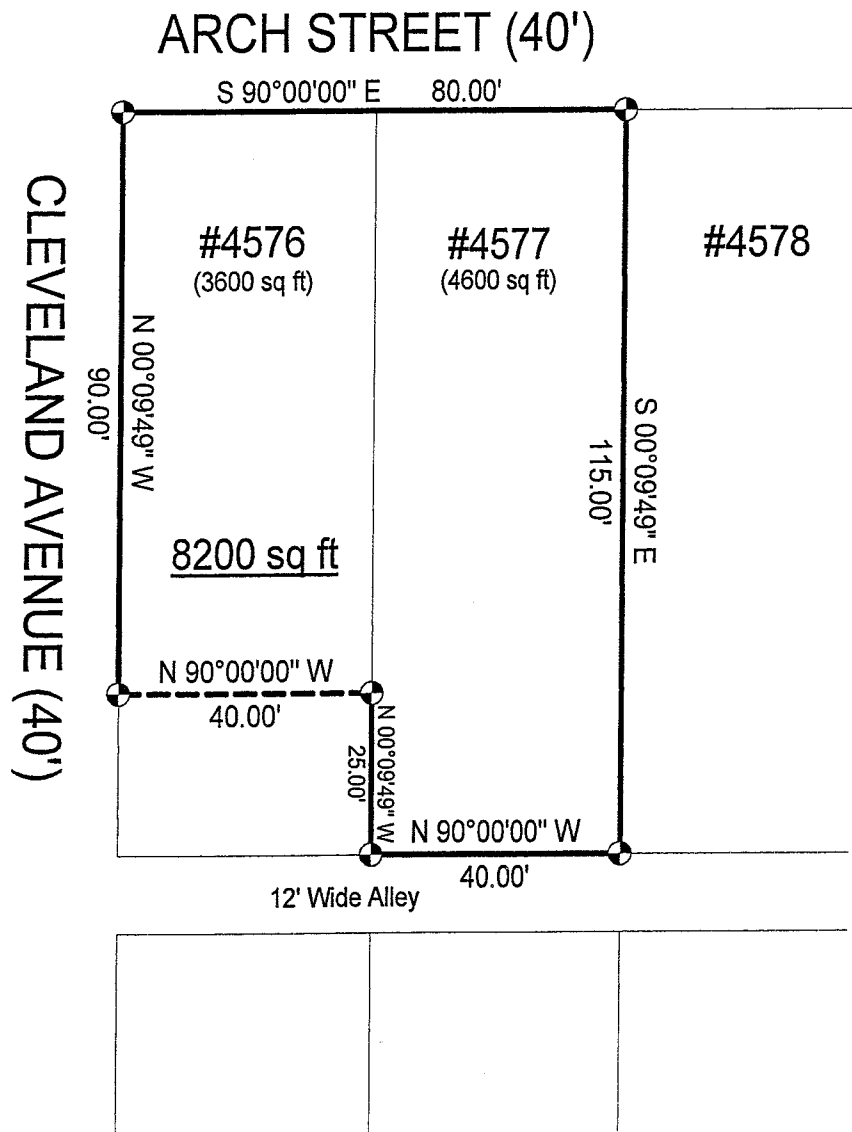 ARCH STREET (40')
S 90°00'00" E 80.00'
#4576
(3600 sq ft)
#4577
(4600 sq ft)
#4578
CLEVELAND AVENUE (40')
N 00°09'49" W
90.00'
S 00°09'49" E
115.00'
8200 sq ft
N 90°00'00" W
40.00'
N 00°09'49" W
25.00'
N 90°00'00" W
40.00'
12' Wide Alley